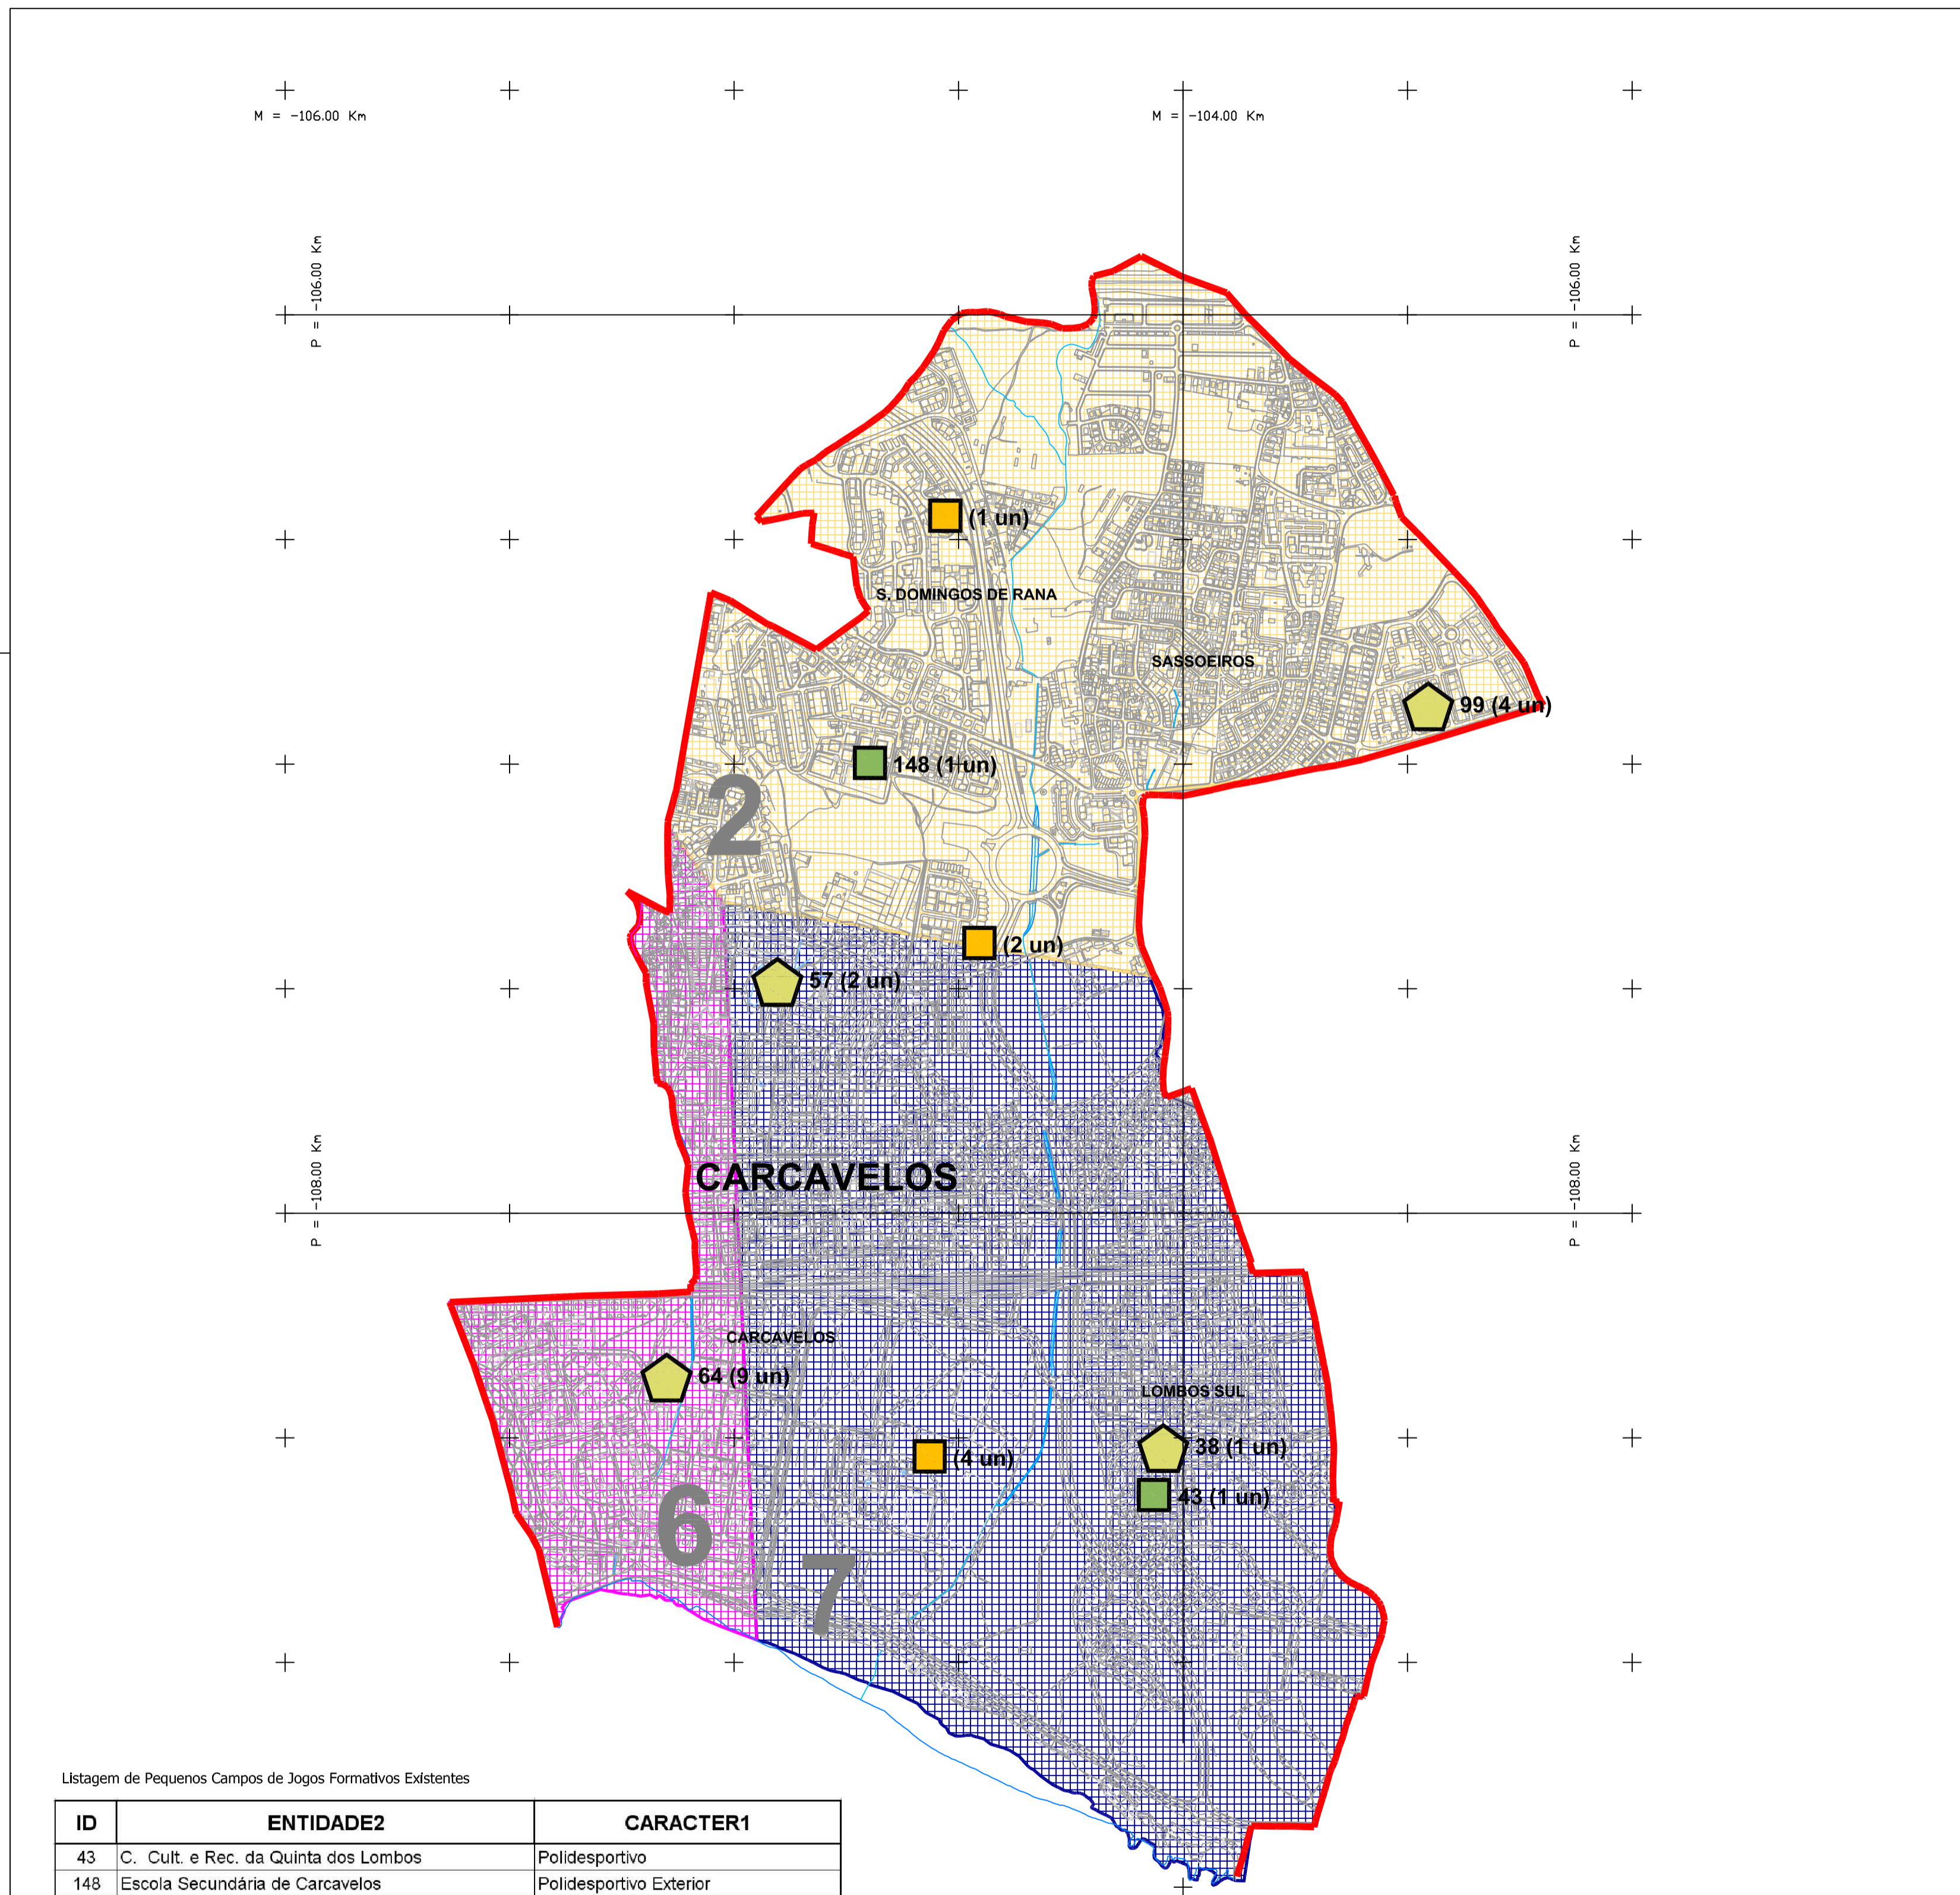 M = -106.00 Km
M = -104.00 Km
P = -106.00 Km
P = -106.00 Km
(1 un)
S. DOMINGOS DE RANA
SASSOEIROS
99 (4 un)
148 (1 un)
2
(2 un)
57 (2 un)
P = -108.00 Km
P = -108.00 Km
CARCAVELOS
CARCAVELOS
64 (9 un)
LOMBOS SUL
38 (1 un)
(4 un)
43 (1 un)
6
7
Listagem de Pequenos Campos de Jogos Formativos Existentes
ID ENTIDADE2 CARACTER1
43 C. Cult. e Rec. da Quinta dos Lombos Polidesportivo
148 Escola Secundária de Carcavelos Polidesportivo Exterior